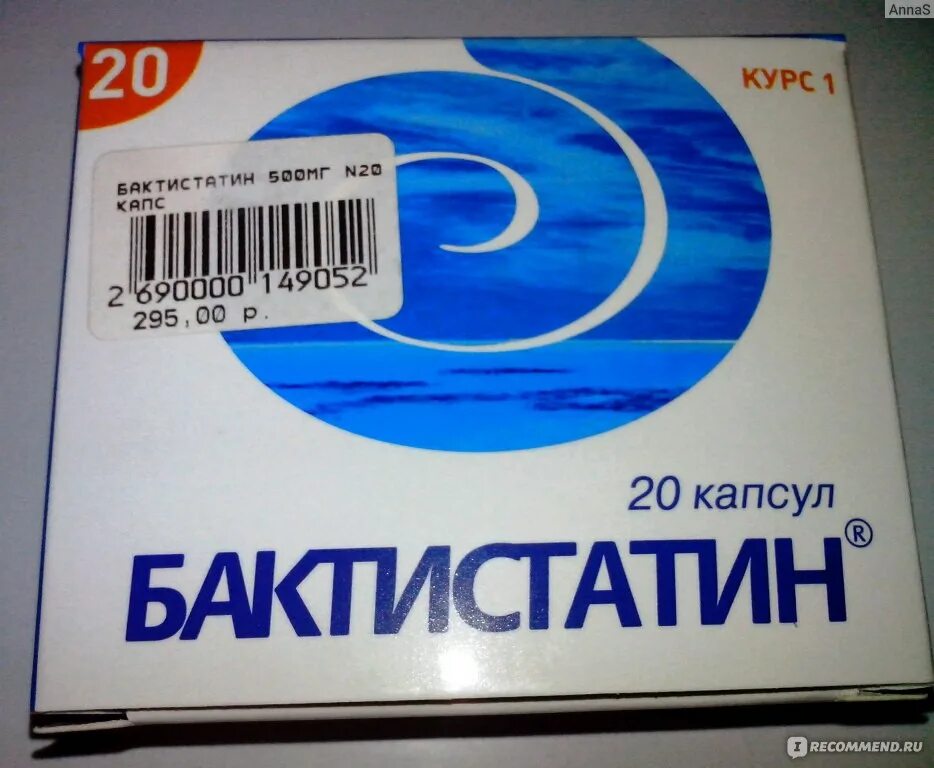 AnnaS
20
КУРС 1
БАКТИСТАТИН 500МГ N20
КАПС
2 690000 149052
295,00 р.
20 капсул
БАКТИСТАТИН®
I RECOMMEND.RU